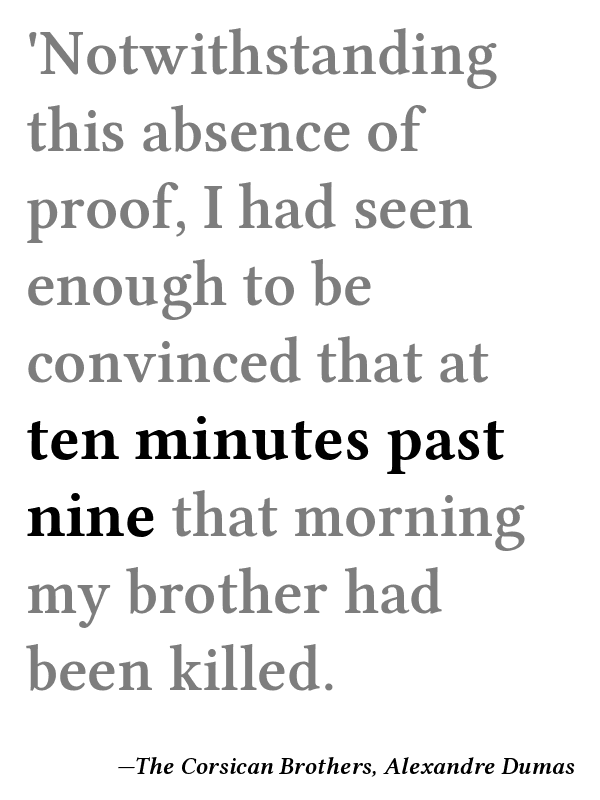 'Notwithstanding
this absence of
proof, I had seen
enough to be
convinced that at
ten minutes past
nine that morning
my brother had
been killed.
—The Corsican Brothers, Alexandre Dumas